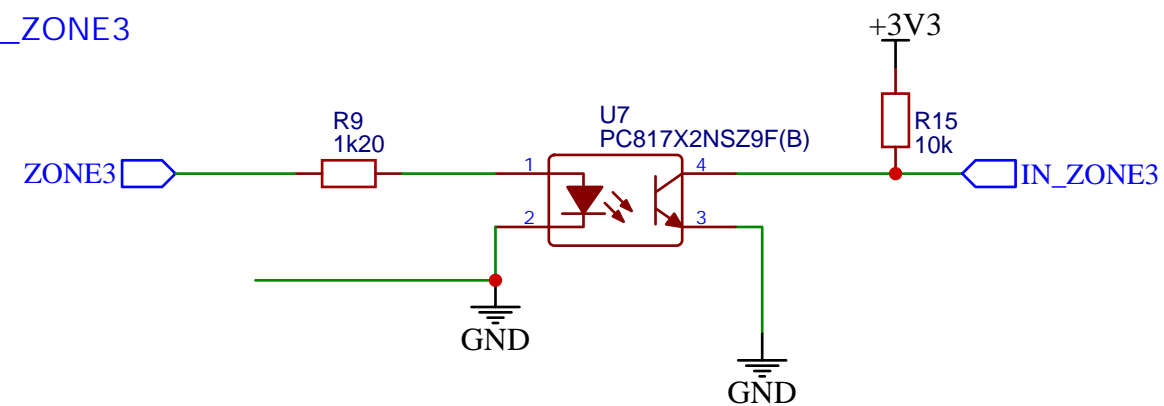 _ZONE3
+3V3
U7
PC817X2NSZ9F(B)
R9
1k20
R15
10k
ZONE3
1
4
IN_ZONE3
2
3
GND
GND